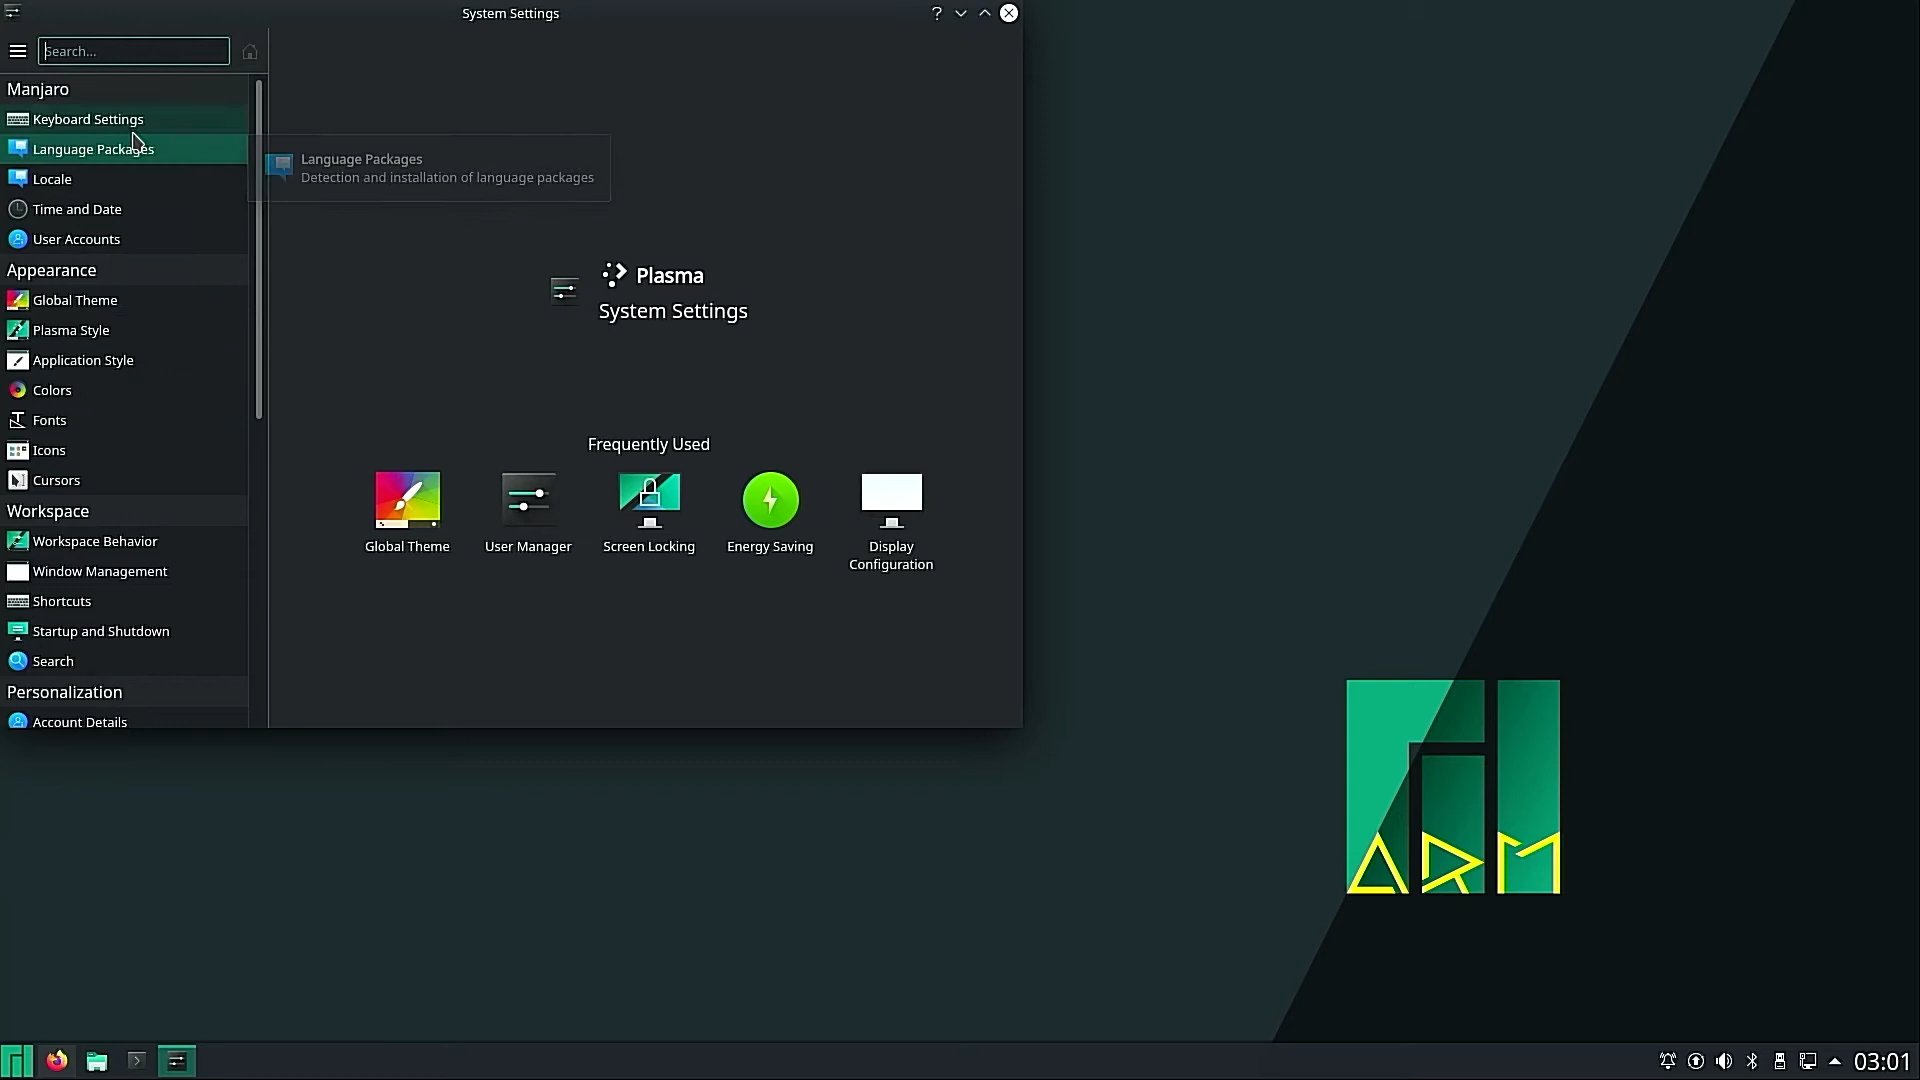 System Settings
Search...
Manjaro
Keyboard Settings
Language Packages
Locale
Time and Date
User Accounts
Appearance
Global Theme
Plasma Style
Application Style
Colors
Fonts
Icons
Cursors
Workspace
Workspace Behavior
Window Management
Shortcuts
Startup and Shutdown
Search
Personalization
Account Details
Language Packages
Detection and installation of language packages
Plasma
System Settings
Frequently Used
Global Theme
User Manager
Screen Locking
Energy Saving
Display
Configuration
ARM
03:01